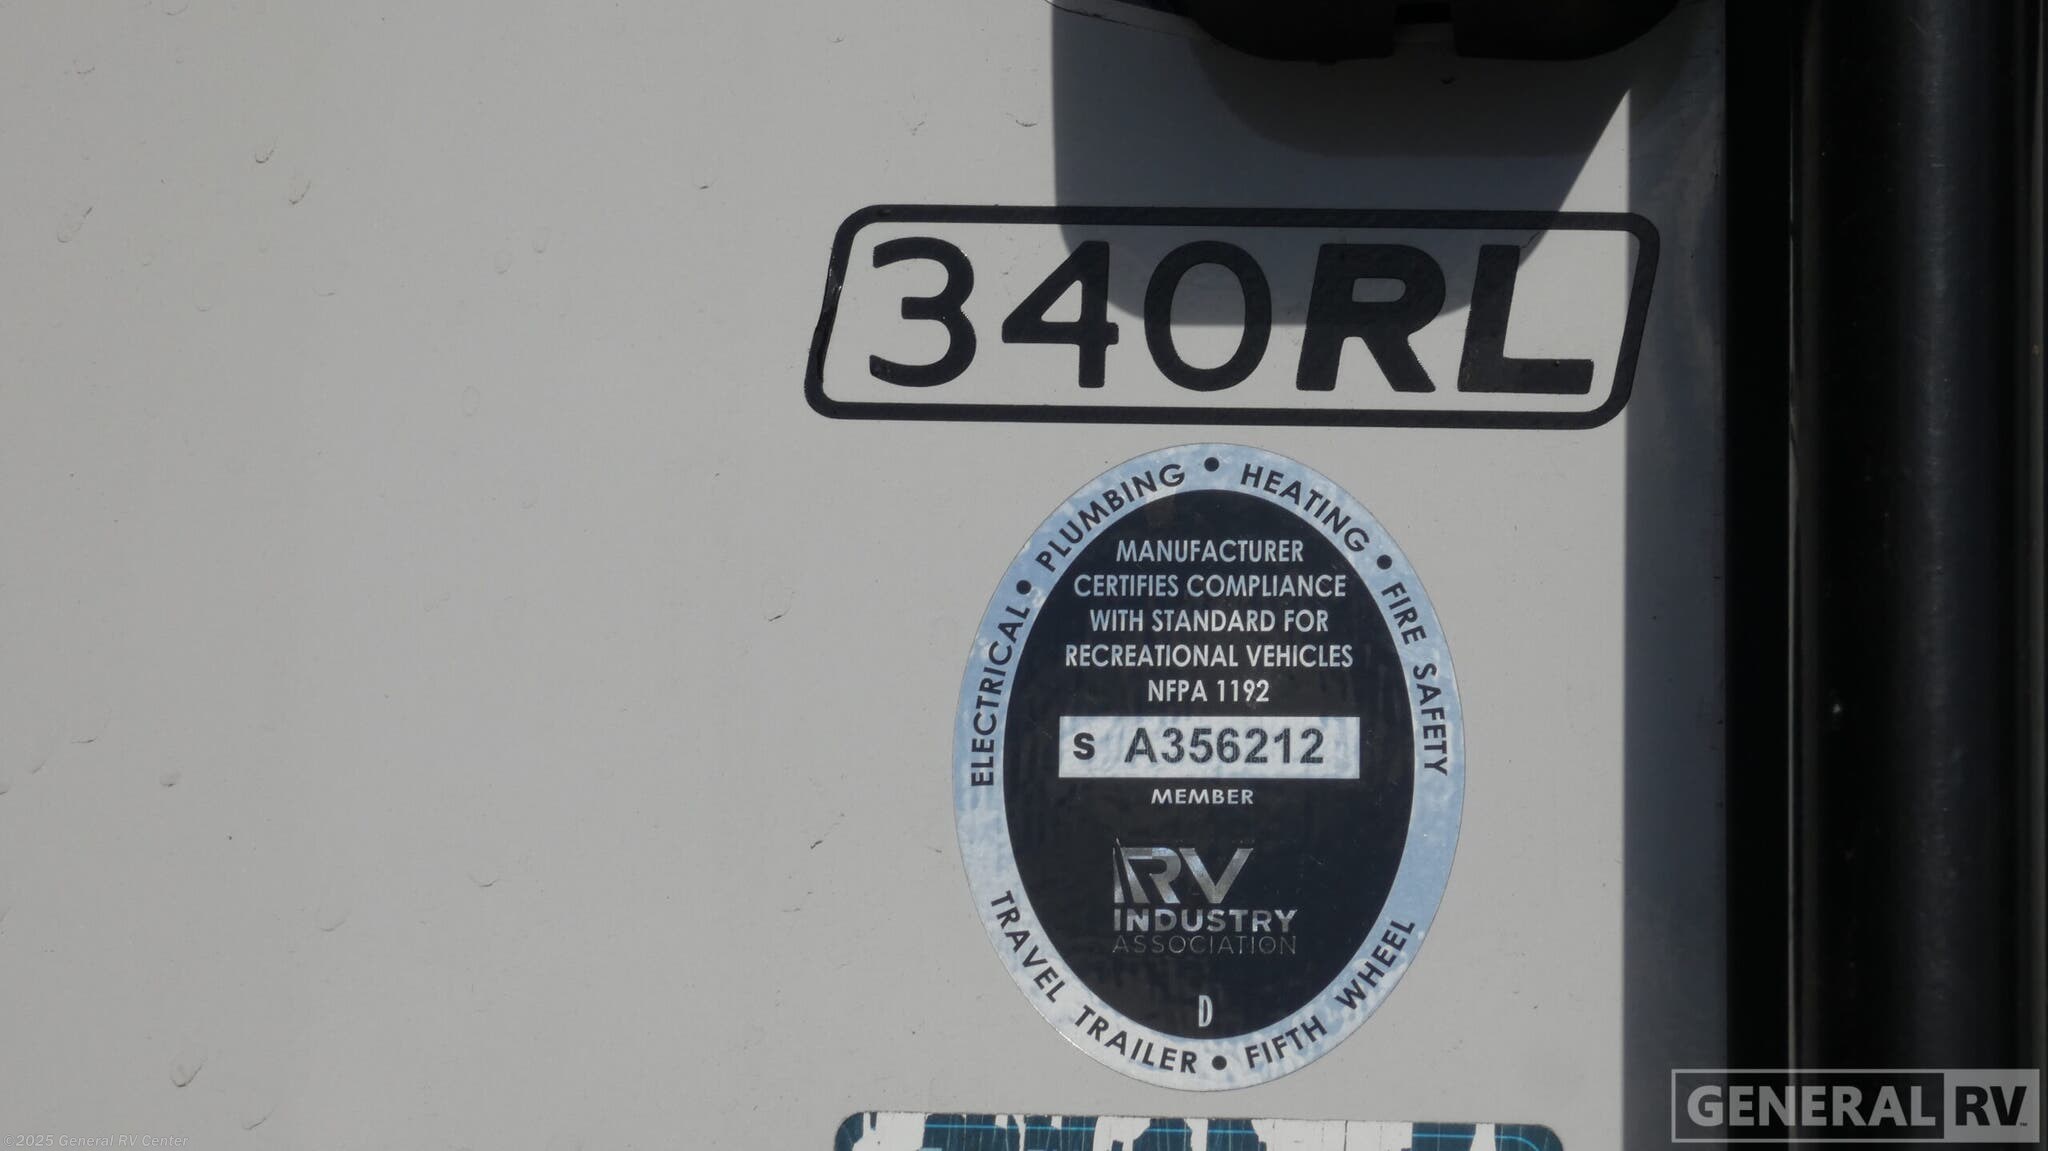 340RL
ELECTRICAL • PLUMBING • HEATING • FIRE SAFETY
MANUFACTURER
CERTIFIES COMPLIANCE
WITH STANDARD FOR
RECREATIONAL VEHICLES
NFPA 1192
S A356212
MEMBER
RV
INDUSTRY
ASSOCIATION
D
TRAVEL TRAILER • FIFTH WHEEL
©2025 General RV Center
GENERAL RV